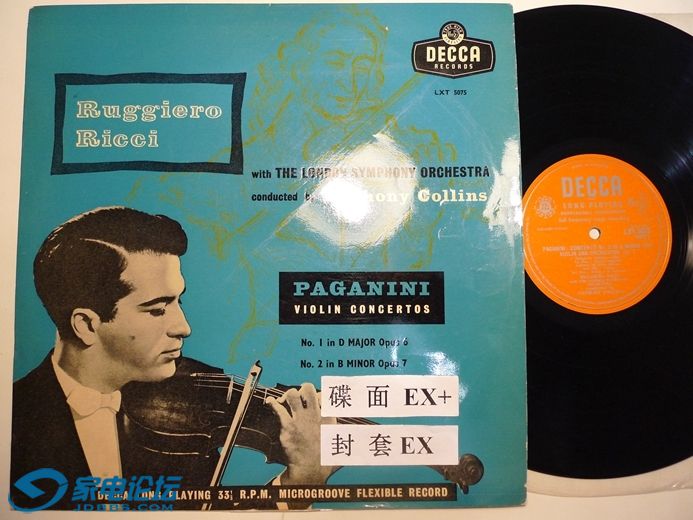 DECCA
RECORDS
LXT 5075
Ruggiero
Ricci
with THE LONDON SYMPHONY ORCHESTRA
conducted Collins
PAGANINI
VIOLIN CONCERTOS
No. 1 in D MAJOR Opus 6
No. 2 in B MINOR Opus 7
碟 面 EX+
封 套 EX
DECCA LONG PLAYING 33⅓ R.P.M. MICROGROOVE FLEXIBLE RECORD
DECCA
LONG PLAYING
家电论坛
JDBBS.COM